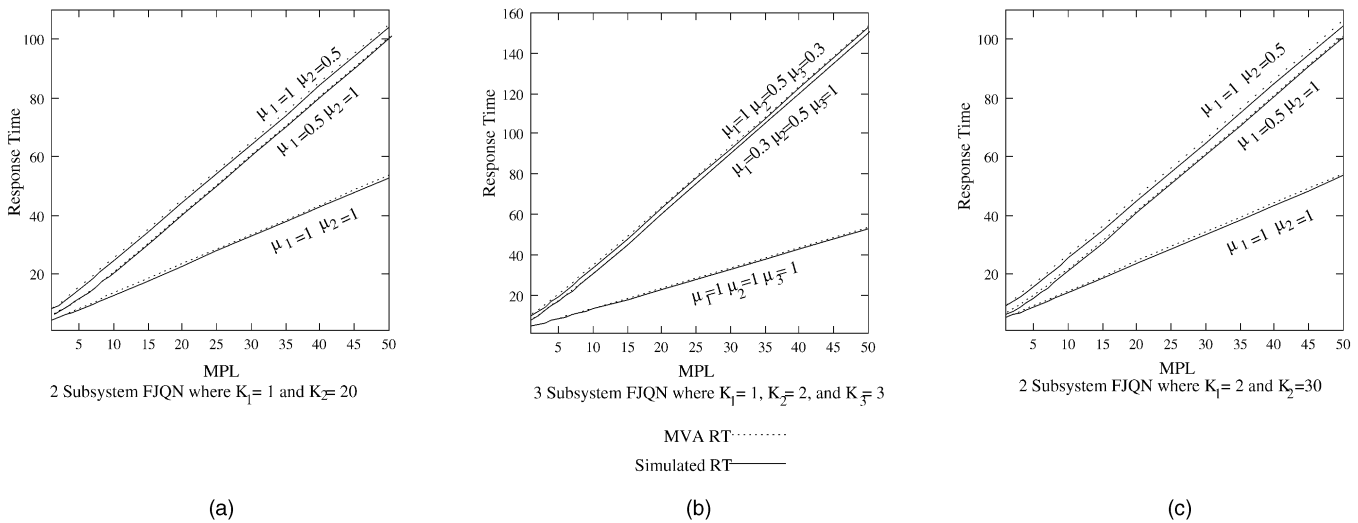 Response Time
100
80
60
40
20
μ1=1 μ2=0.5
μ1=0.5 μ2=1
μ1=1 μ2=1
5 10 15 20 25 30 35 40 45 50
MPL
2 Subsystem FJQN where K1= 1 and K2= 20
Response Time
160
140
120
100
80
60
40
20
μ1=1 μ2=0.5 μ3=0.3
μ1=0.3 μ2=0.5 μ3=1
μ1=1 μ2=1 μ3=1
5 10 15 20 25 30 35 40 45 50
MPL
3 Subsystem FJQN where K1= 1, K2= 2, and K3= 3
Response Time
100
80
60
40
20
μ1=1 μ2=0.5
μ1=0.5 μ2=1
μ1=1 μ2=1
5 10 15 20 25 30 35 40 45 50
MPL
2 Subsystem FJQN where K1= 2 and K2=30
MVA RT
Simulated RT
(a)
(b)
(c)